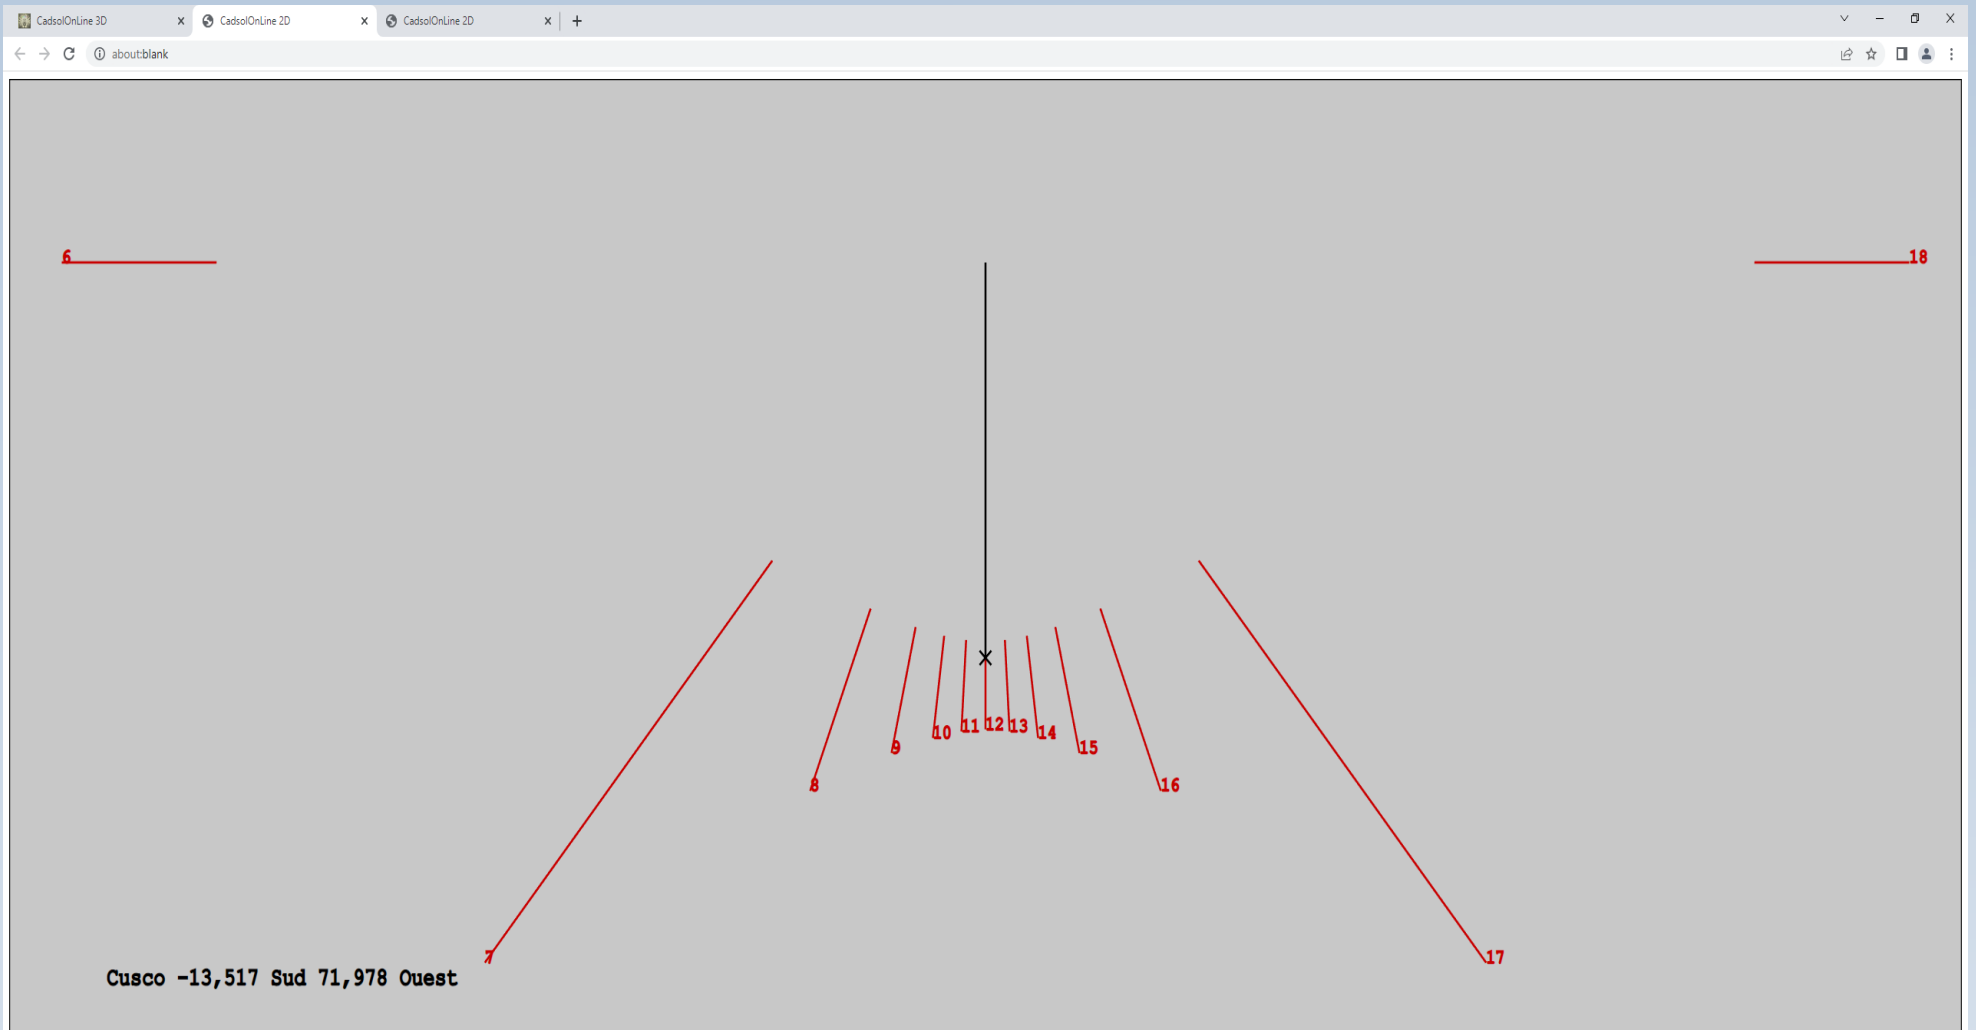 CadsolOnLine 3D
CadsolOnLine 2D
CadsolOnLine 2D
about:blank
6
18
10
11
12
13
14
9
15
8
16
7
17
Cusco -13,517 Sud 71,978 Ouest